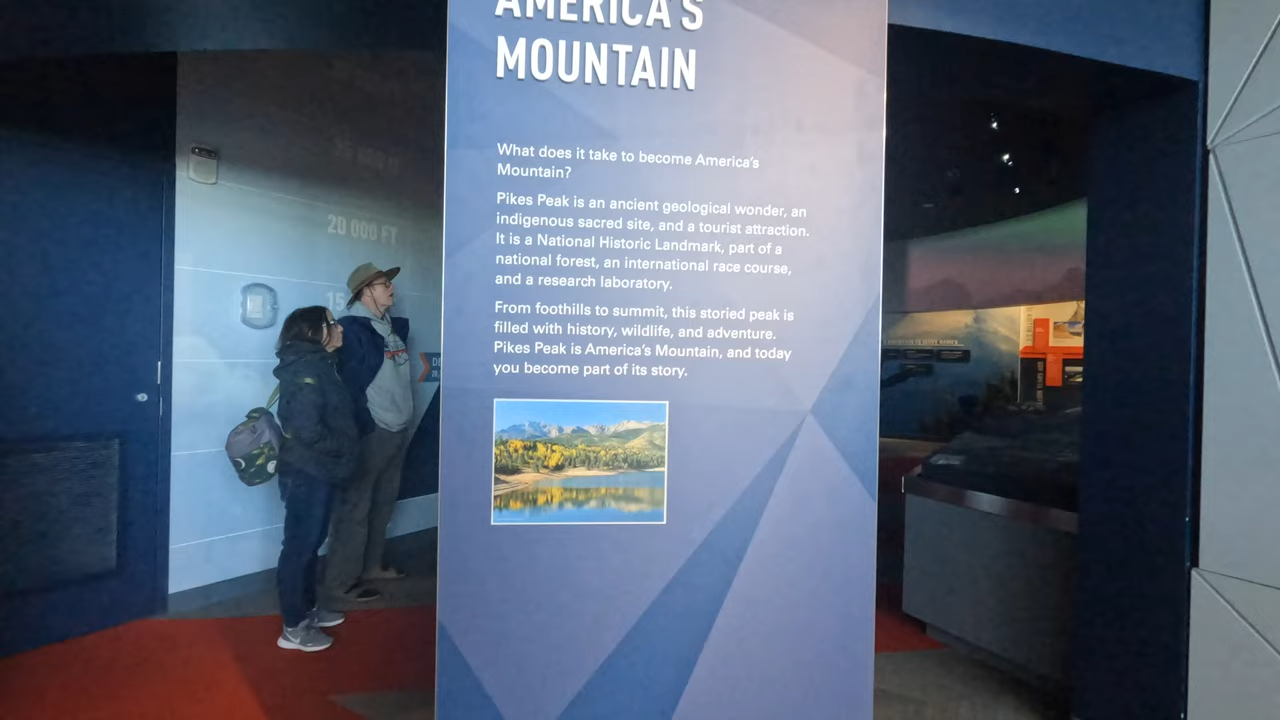 AMERICA'S
MOUNTAIN
What does it take to become America's
Mountain?
Pikes Peak is an ancient geological wonder, an
indigenous sacred site, and a tourist attraction.
It is a National Historic Landmark, part of a
national forest, an international race course,
and a research laboratory.
From foothills to summit, this storied peak is
filled with history, wildlife, and adventure.
Pikes Peak is America's Mountain, and today
you become part of its story.
20 000 FT
15